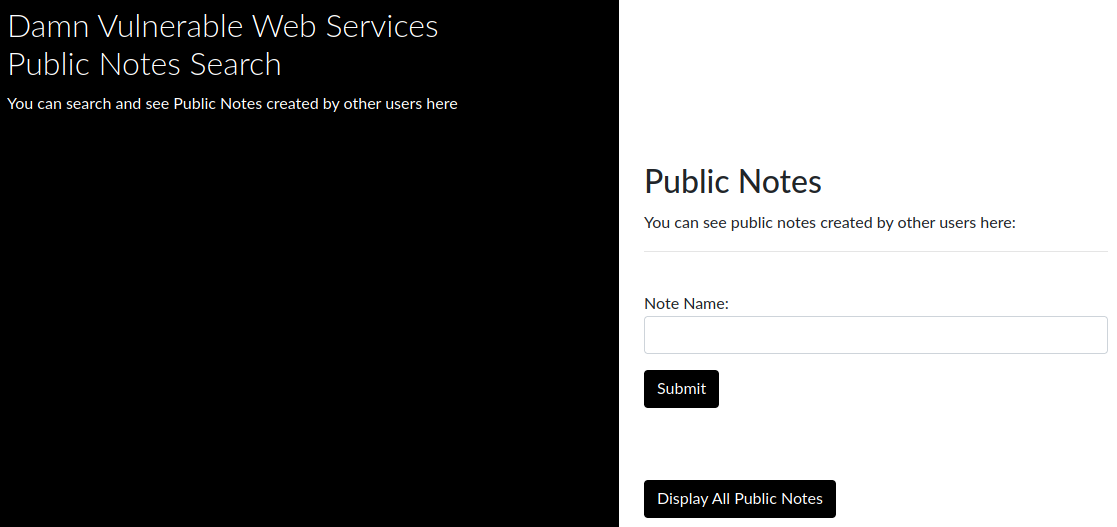 Damn Vulnerable Web Services
Public Notes Search
You can search and see Public Notes created by other users here
Public Notes
You can see public notes created by other users here:
Note Name:
Submit
Display All Public Notes